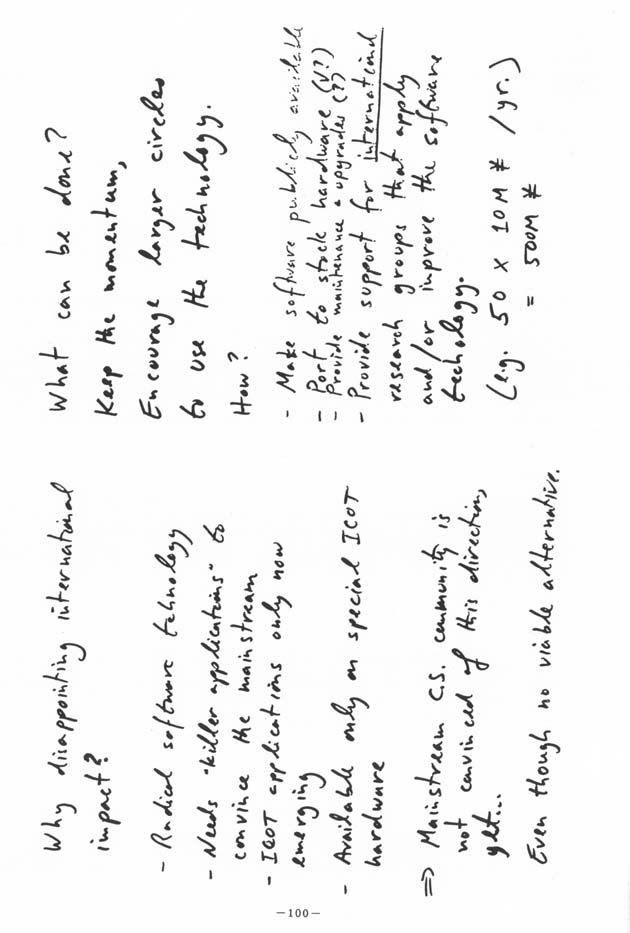 Why disappointing international
impact?
- Radical software tehnology
- Needs "killer applications" to
convince the mainstream
- ICOT applications only now
emerging
- Available only on special ICOT
hardware
⇒ Mainstream C.S. community is
not convinced of this direction,
yet...
Even though no viable alternative.
What can be done?
Keep the momentum,
Encourage larger circles
to use the technology.
How?
- Make software publicly available
- Port to stock hardware (V?)
- Provide maintenance & upgrades (??)
- Provide support for international
research groups that apply
and/or improve the software
techology.
(e.g. 50 x 10M ¥ /yr.)
= 500M ¥
-100-